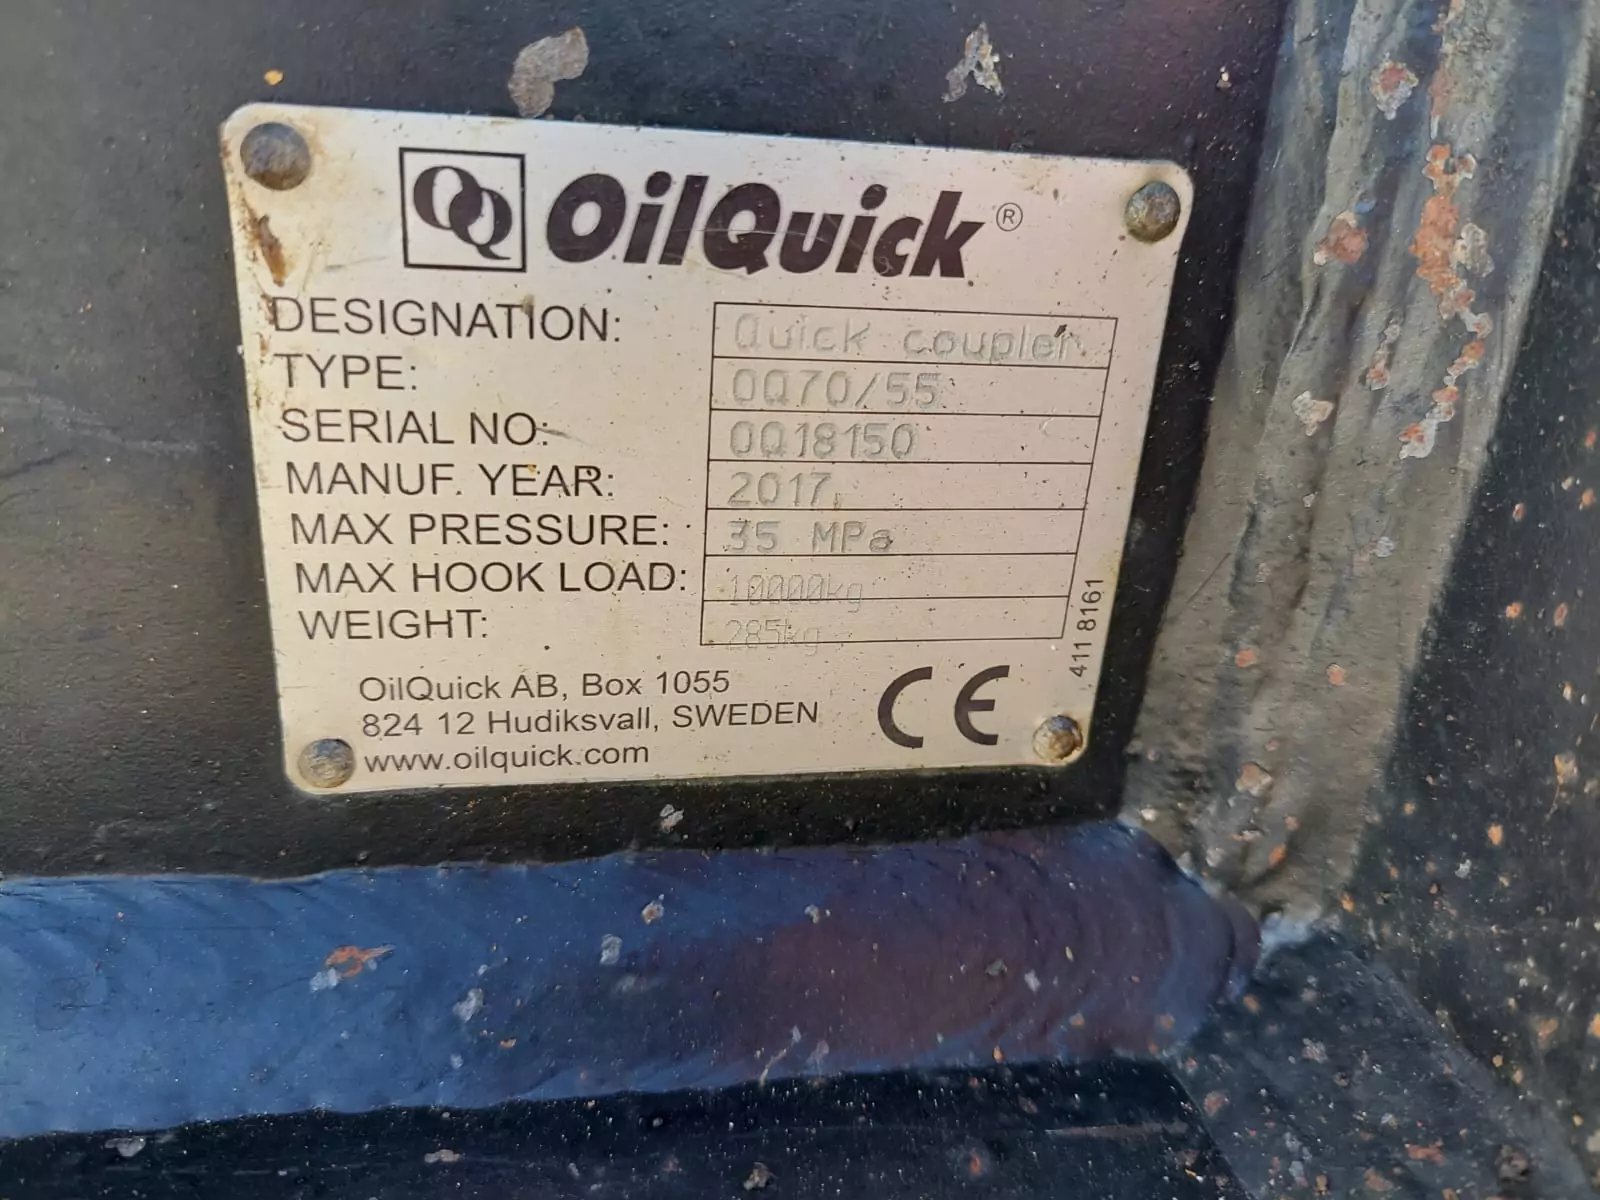 OQ OilQuick®
DESIGNATION: Quick coupler
TYPE: OQ70/55
SERIAL NO: OQ18150
MANUF. YEAR: 2017
MAX PRESSURE: 35 MPa
MAX HOOK LOAD: 10000kg
WEIGHT: 285kg
OilQuick AB, Box 1055
824 12 Hudiksvall, SWEDEN
www.oilquick.com
CE
411 8161